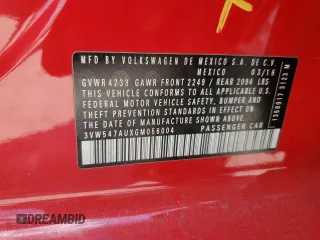 MFD BY VOLKSWAGEN DE MEXICO S.A. DE C.V.
MEXICO 03/16
GVWR 4233 GAWR FRONT 2249 / REAR 2094 LBS
THIS VEHICLE CONFORMS TO ALL APPLICABLE
FEDERAL MOTOR VEHICLE SAFETY, BUMPER AND
THEFT PREVENTION STANDARDS IN EFFECT ON
THE DATE OF MANUFACTURE SHOWN ABOVE.
3VW547AUXGM056004 PASSENGER CAR
DREAMBID